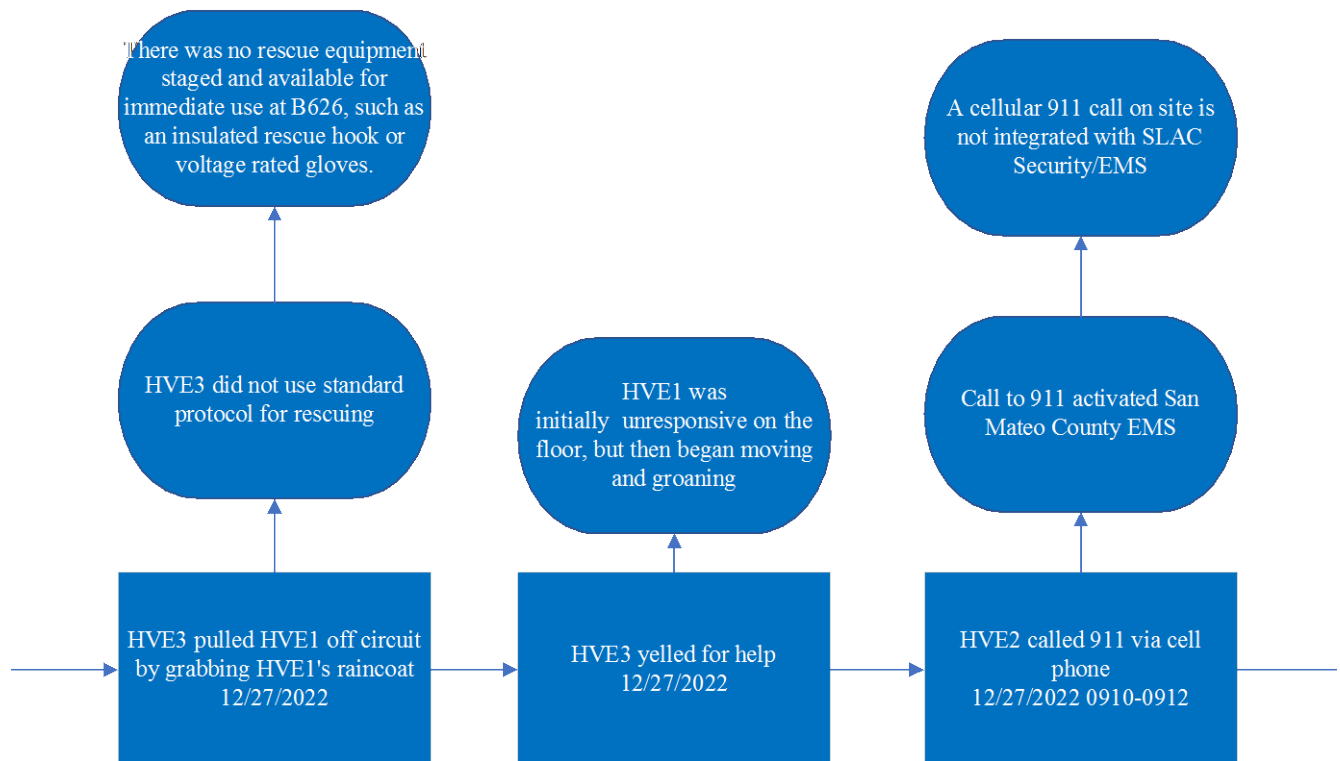 There was no rescue equipment
staged and available for
immediate use at B626, such as
an insulated rescue hook or
voltage rated gloves.
A cellular 911 call on site is
not integrated with SLAC
Security/EMS
HVE3 did not use standard
protocol for rescuing
HVE1 was
initially  unresponsive on the
floor, but then began moving
and groaning
Call to 911 activated San
Mateo County EMS
HVE3 pulled HVE1 off circuit
by grabbing HVE1's raincoat
12/27/2022
HVE3 yelled for help
12/27/2022
HVE2 called 911 via cell
phone
12/27/2022 0910-0912